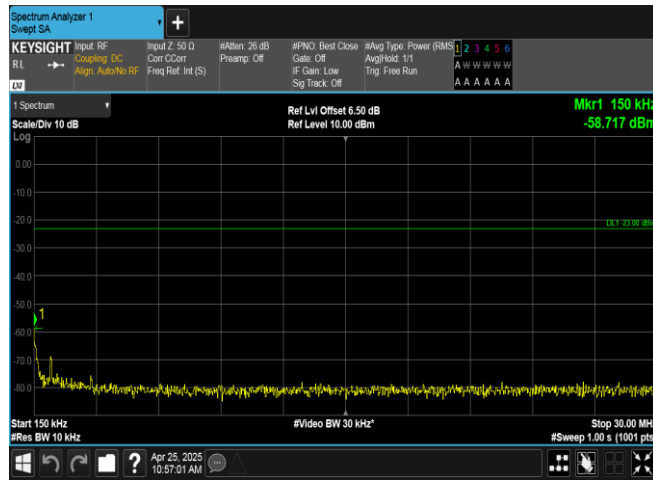 Spectrum Analyzer 1
Swept SA
KEYSIGHT
RL
LXI
Input: RF
Coupling: DC
Align: Auto/No RF
Input Z: 50 Ω
Corr CCorr
Freq Ref: Int (S)
#Atten: 26 dB
Preamp: Off
#PNO: Best Close
Gate: Off
IF Gain: Low
Sig Track: Off
#Avg Type: Power (RMS
Avg|Hold: 1/1
Trig: Free Run
1 2 3 4 5 6
A W W W W W
A A A A A A
1 Spectrum
Scale/Div 10 dB
Log
Ref Lvl Offset 6.50 dB
Ref Level 10.00 dBm
Mkr1 150 kHz
-58.717 dBm
0.00
-10.0
-20.0
DL1 -23.00 dBm
-30.0
-40.0
-50.0
1
-60.0
-70.0
-80.0
Start 150 kHz
#Res BW 10 kHz
#Video BW 30 kHz*
Stop 30.00 MHz
#Sweep 1.00 s (1001 pts
?
Apr 25, 2025
10:57:01 AM